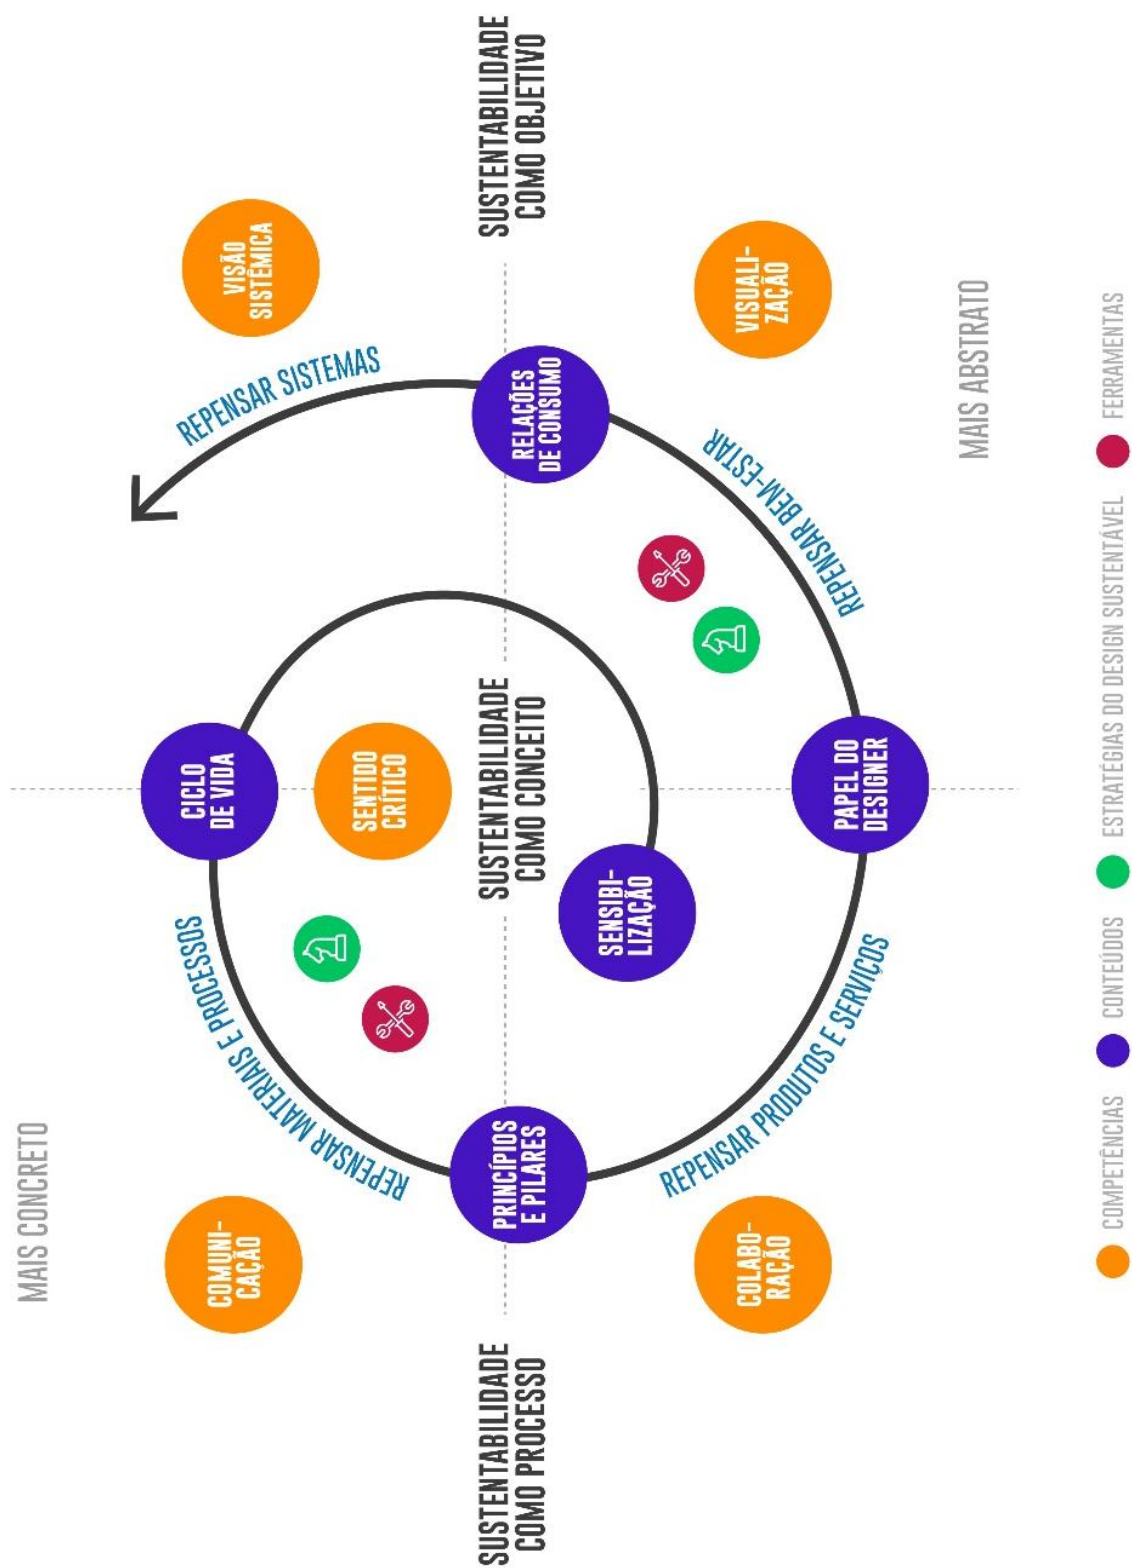 MAIS CONCRETO
COMUNI-
CAÇÃO
REPENSAR MATERIAIS E PROCESSOS
CICLO
DE VIDA
REPENSAR SISTEMAS
VISÃO
SISTÊMICA
SENTIDO
CRÍTICO
SUSTENTABILIDADE
COMO PROCESSO
PRINCÍPIOS
E PILARES
SUSTENTABILIDADE
COMO CONCEITO
RELAÇÕES
DE CONSUMO
SUSTENTABILIDADE
COMO OBJETIVO
SENSIBI-
LIZAÇÃO
COLABO-
RAÇÃO
REPENSAR PRODUTOS E SERVIÇOS
PAPEL DO
DESIGNER
REPENSAR BEM-ESTAR
VISUALI-
ZAÇÃO
MAIS ABSTRATO
COMPETÊNCIAS
CONTEÚDOS
ESTRATÉGIAS DO DESIGN SUSTENTÁVEL
FERRAMENTAS